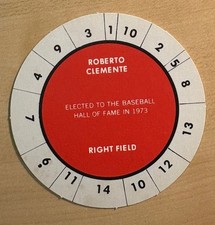 1
10
2
5
8
13
12
10
14
11
7
4
9
3
ROBERTO
CLEMENTE
ELECTED TO THE BASEBALL
HALL OF FAME IN 1973
RIGHT FIELD